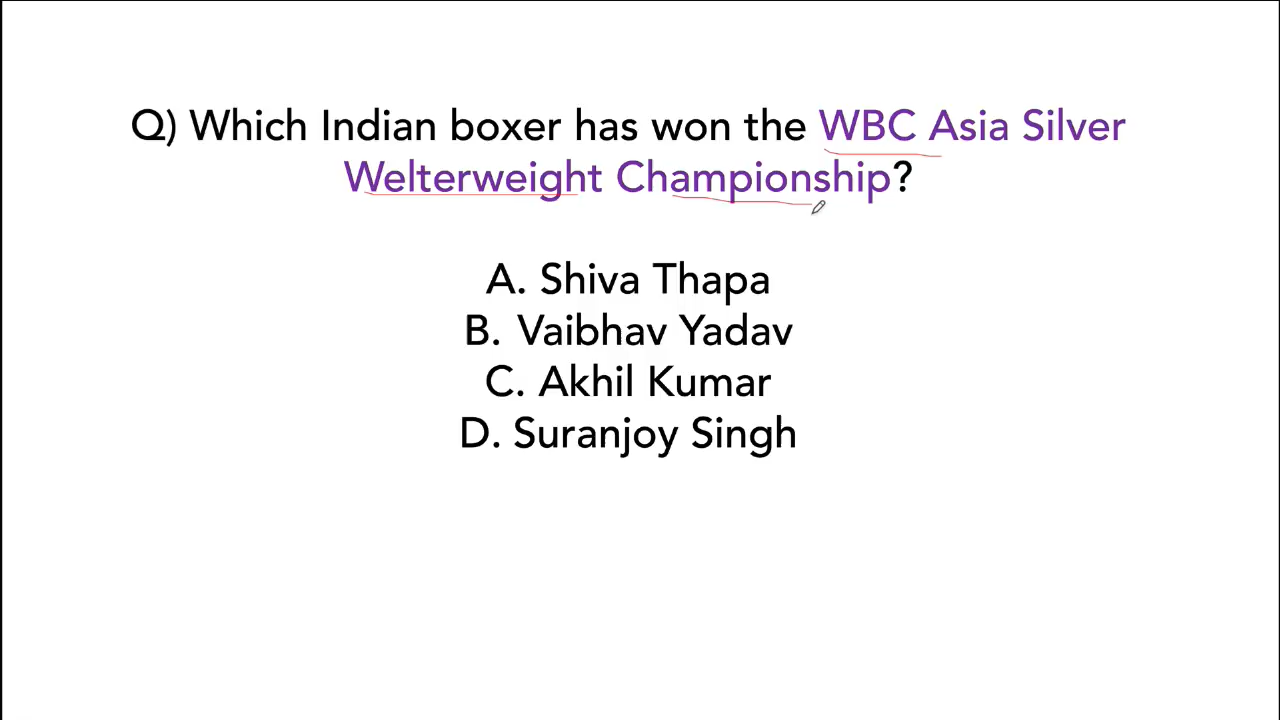 Q) Which Indian boxer has won the WBC Asia Silver
Welterweight Championship?
A. Shiva Thapa
B. Vaibhav Yadav
C. Akhil Kumar
D. Suranjoy Singh